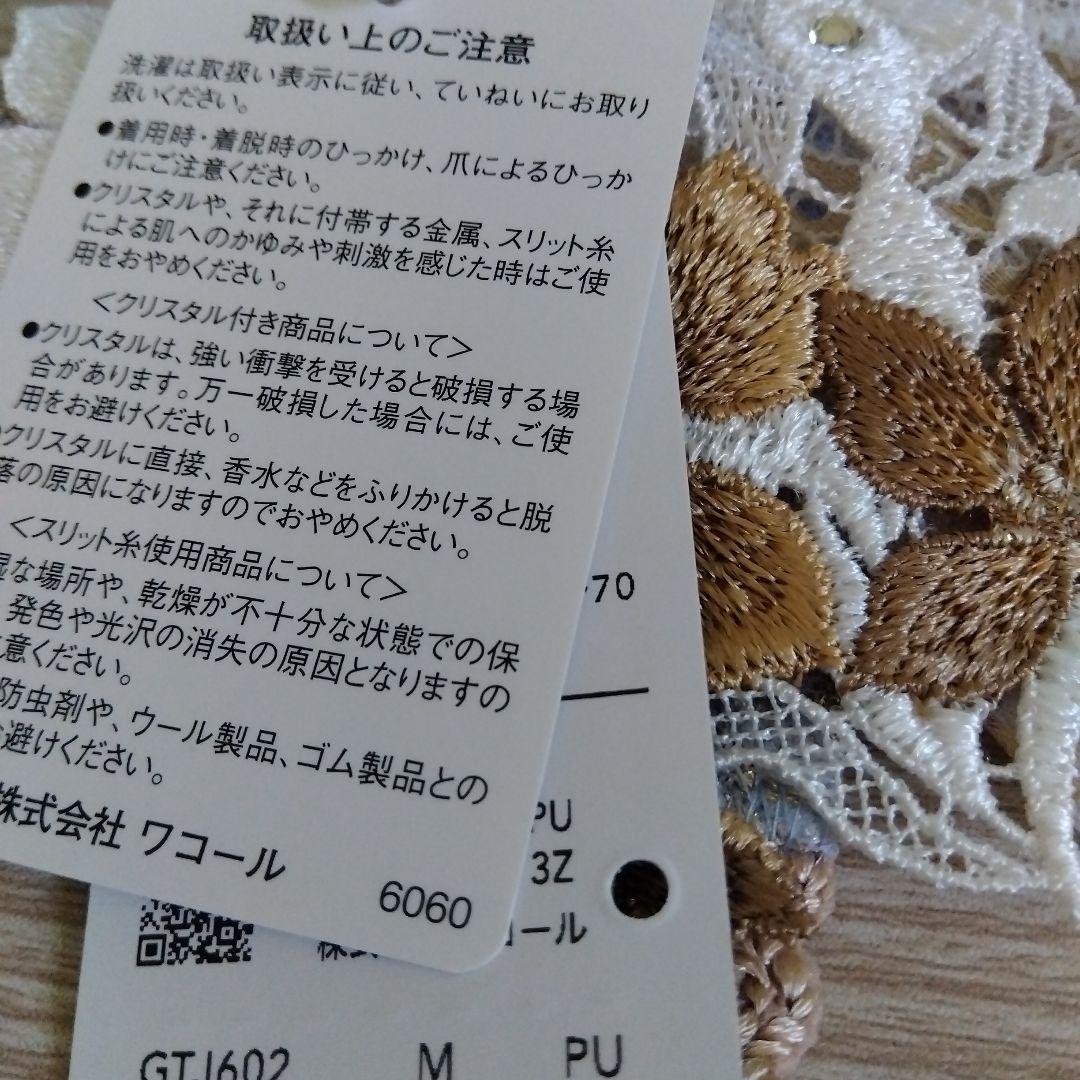 取扱い上のご注意
洗濯は取扱い表示に従い、ていねいにお取り
扱いください。
●着用時・着脱時のひっかけ、爪によるひっか
けにご注意ください。
●クリスタルや、それに付帯する金属、スリット糸
による肌へのかゆみや刺激を感じた時はご使
用をおやめください。
<クリスタル付き商品について>
●クリスタルは、強い衝撃を受けると破損する場
合があります。万一破損した場合には、ご使
用をお避けください。
クリスタルに直接、香水などをふりかけると脱
落の原因になりますのでおやめください。
<スリット糸使用商品について>
湿な場所や、乾燥が不十分な状態での保
発色や光沢の消失の原因となりますの
意ください。
防虫剤や、ウール製品、ゴム製品との
避けください。
株式会社 ワコール
6060
70
PU
3Z
ール
GTJ602 M PU